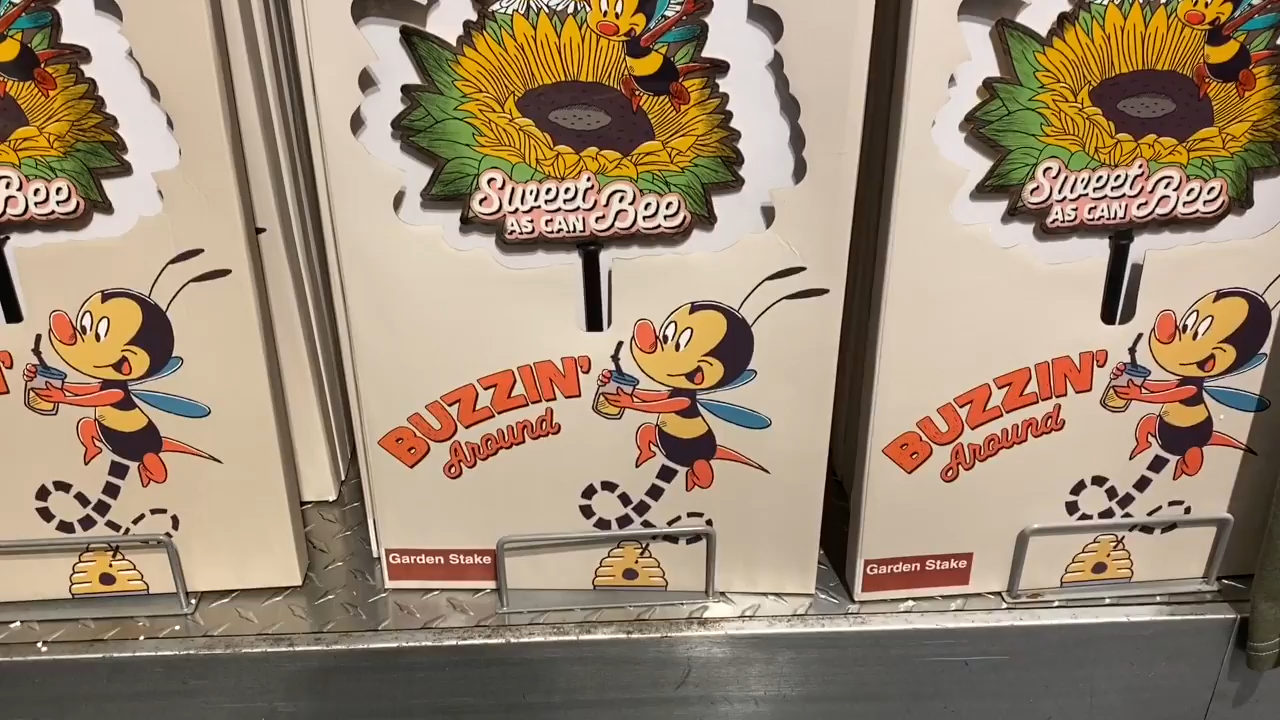 Bee
Sweet
AS CAN Bee
Sweet
AS CAN Bee
BUZZIN'
Around
BUZZIN'
Around
Garden Stake
Garden Stake